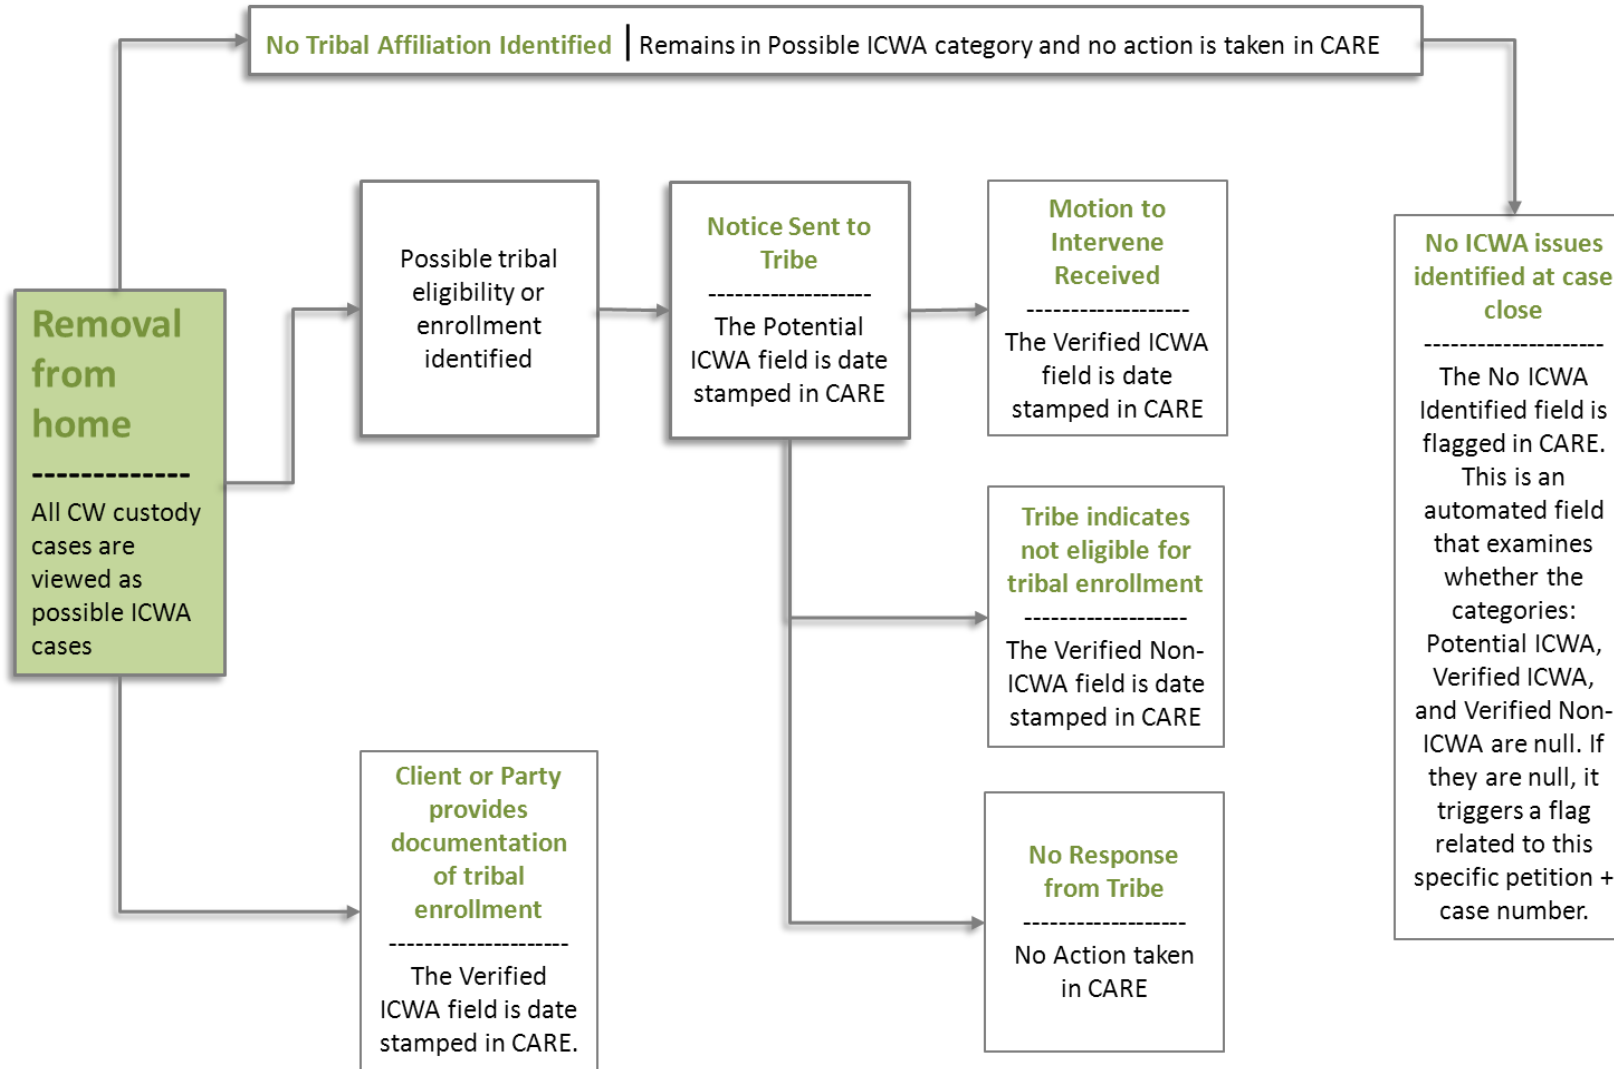 No Tribal Affiliation Identified | Remains in Possible ICWA category and no action is taken in CARE
Removal
from
home
-------------
All CW custody
cases are
viewed as
possible ICWA
cases
Possible tribal
eligibility or
enrollment
identified
Notice Sent to
Tribe
------------------
The Potential
ICWA field is date
stamped in CARE
Motion to
Intervene
Received
------------------
The Verified ICWA
field is date
stamped in CARE
Tribe indicates
not eligible for
tribal enrollment
------------------
The Verified Non-
ICWA field is date
stamped in CARE
No Response
from Tribe
------------------
No Action taken
in CARE
Client or Party
provides
documentation
of tribal
enrollment
--------------------
The Verified
ICWA field is date
stamped in CARE.
No ICWA issues
identified at case
close
--------------------
The No ICWA
Identified field is
flagged in CARE.
This is an
automated field
that examines
whether the
categories:
Potential ICWA,
Verified ICWA,
and Verified Non-
ICWA are null. If
they are null, it
triggers a flag
related to this
specific petition +
case number.